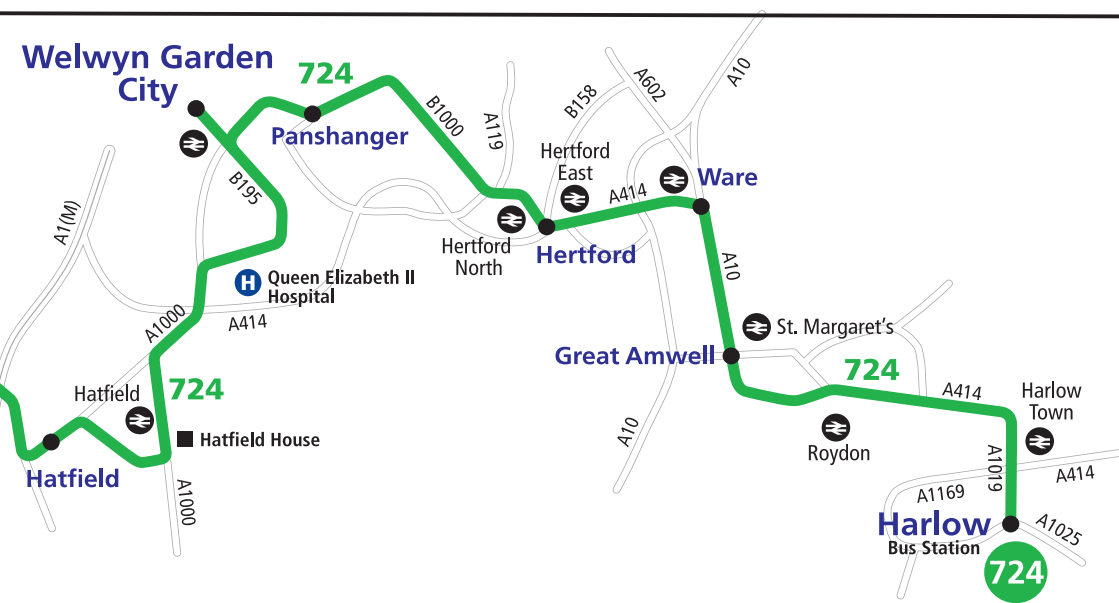 Welwyn Garden
City
724
Panshanger
B1000
A119
B158
A602
A10
Hertford
East
A414
Ware
B195
A1(M)
Hertford
North
Hertford
A10
H
Queen Elizabeth II
Hospital
A1000
A414
St. Margaret's
Great Amwell
724
A414
Hatfield
724
Harlow
Town
Hatfield House
A10
Roydon
Hatfield
A1000
A1019
A414
A1169
Harlow
Bus Station
A1025
724